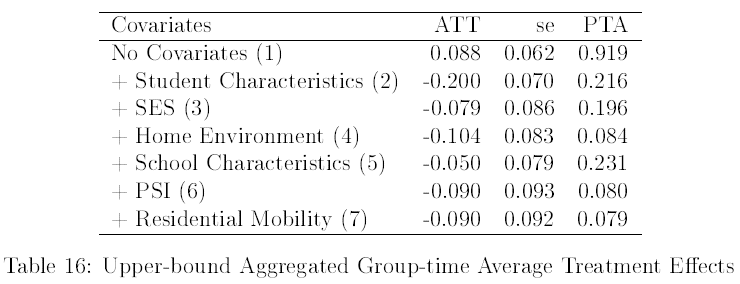 Covariates ATT se PTA
No Covariates (1) 0.088 0.062 0.919
+ Student Characteristics (2) -0.200 0.070 0.216
+ SES (3) -0.079 0.086 0.196
+ Home Environment (4) -0.104 0.083 0.084
+ School Characteristics (5) -0.050 0.079 0.231
+ PSI (6) -0.090 0.093 0.080
+ Residential Mobility (7) -0.090 0.092 0.079
Table 16: Upper-bound Aggregated Group-time Average Treatment Effects